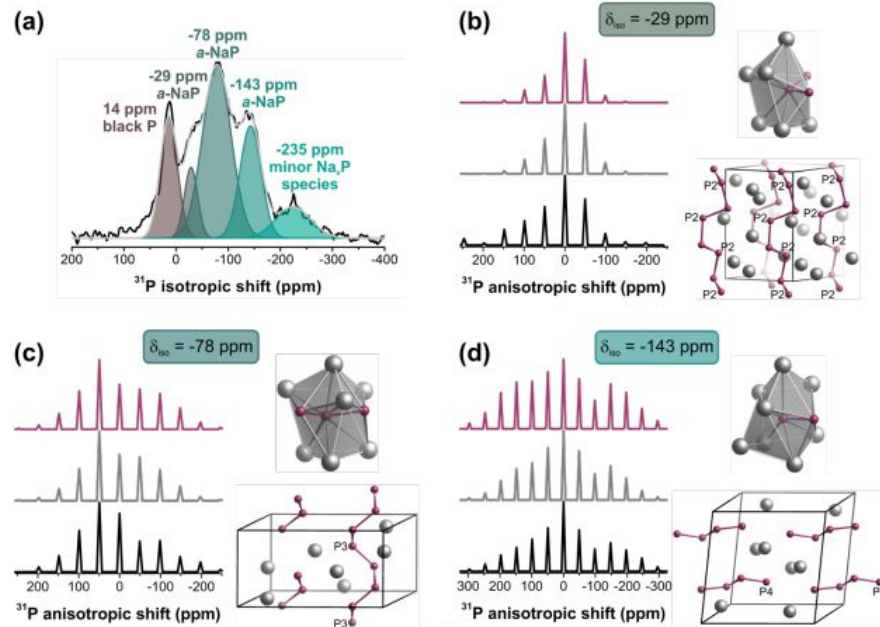 (a)
-78 ppm
a-NaP
-29 ppm
a-NaP
-143 ppm
a-NaP
14 ppm
black P
-235 ppm
minor NaₓP
species
200 100 0 -100 -200 -300 -400
³¹P isotropic shift (ppm)
(b)
δiso = -29 ppm
200 100 0 -100 -200
³¹P anisotropic shift (ppm)
P2 P2 P2
P2 P2 P2
P2 P2 P2
P2 P2 P2
(c)
δiso = -78 ppm
200 100 0 -100 -200
³¹P anisotropic shift (ppm)
P3
P3
(d)
δiso = -143 ppm
300 200 100 0 -100 -200 -300
³¹P anisotropic shift (ppm)
P4